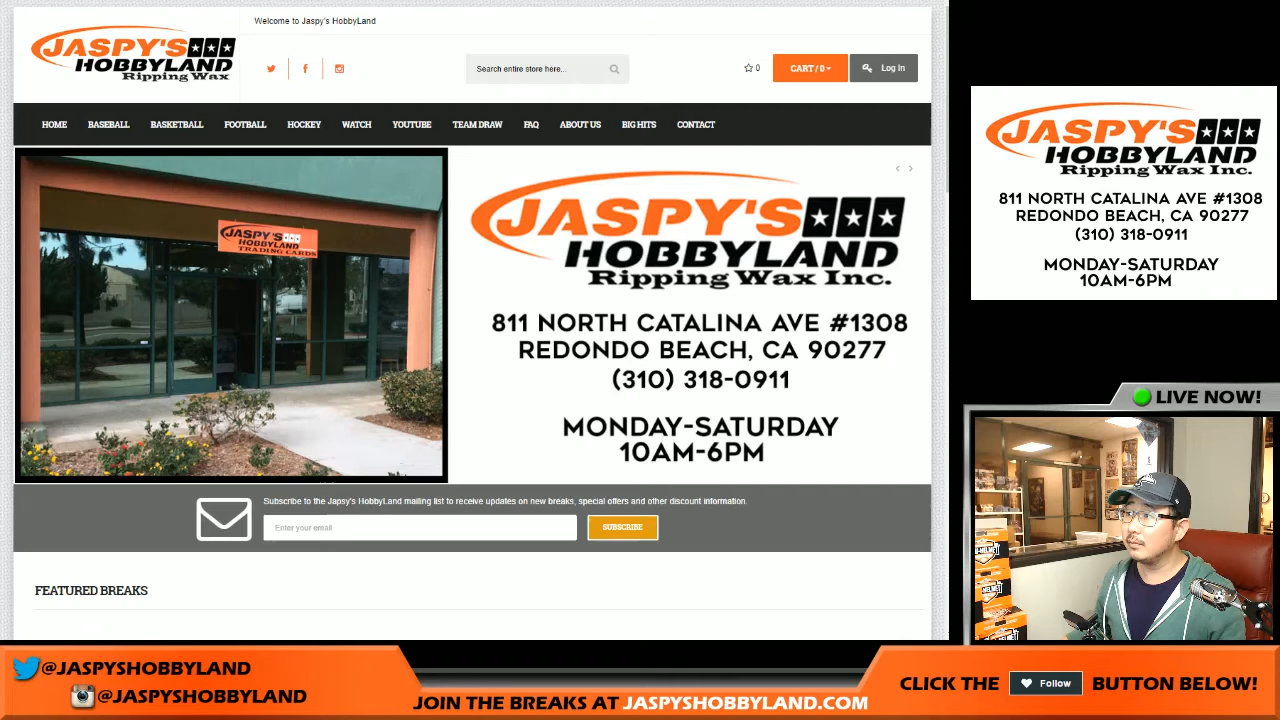 Welcome to Jaspy's HobbyLand
JASPY'S
HOBBYLAND
Ripping Wax
Search entire store here...
0
CART / 0
Log In
HOME BASEBALL BASKETBALL FOOTBALL HOCKEY WATCH YOUTUBE TEAM DRAW FAQ ABOUT US BIG HITS CONTACT
JASPY'S
HOBBYLAND
TRADING CARDS
JASPY'S
HOBBYLAND
Ripping Wax Inc.
811 NORTH CATALINA AVE #1308
REDONDO BEACH, CA 90277
(310) 318-0911
MONDAY-SATURDAY
10AM-6PM
Subscribe to the Japsy's HobbyLand mailing list to receive updates on new breaks, special offers and other discount information.
Enter your email
SUBSCRIBE
FEATURED BREAKS
JASPY'S
HOBBYLAND
Ripping Wax Inc.
811 NORTH CATALINA AVE #1308
REDONDO BEACH, CA 90277
(310) 318-0911
MONDAY-SATURDAY
10AM-6PM
LIVE NOW!
@JASPYSHOBBYLAND
@JASPYSHOBBYLAND
JOIN THE BREAKS AT JASPYSHOBBYLAND.COM
CLICK THE Follow BUTTON BELOW!